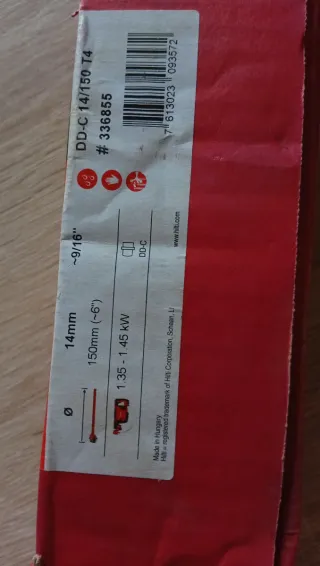 DD-C 14/150 T4
# 336855
7 613023 093572
Ø 14mm ~9/16"
150mm (~6")
1.35 - 1.45 kW
DD-C
Made in Hungary
Hilti = registered trademark of Hilti Corporation, Schaan, LI
www.hilti.com